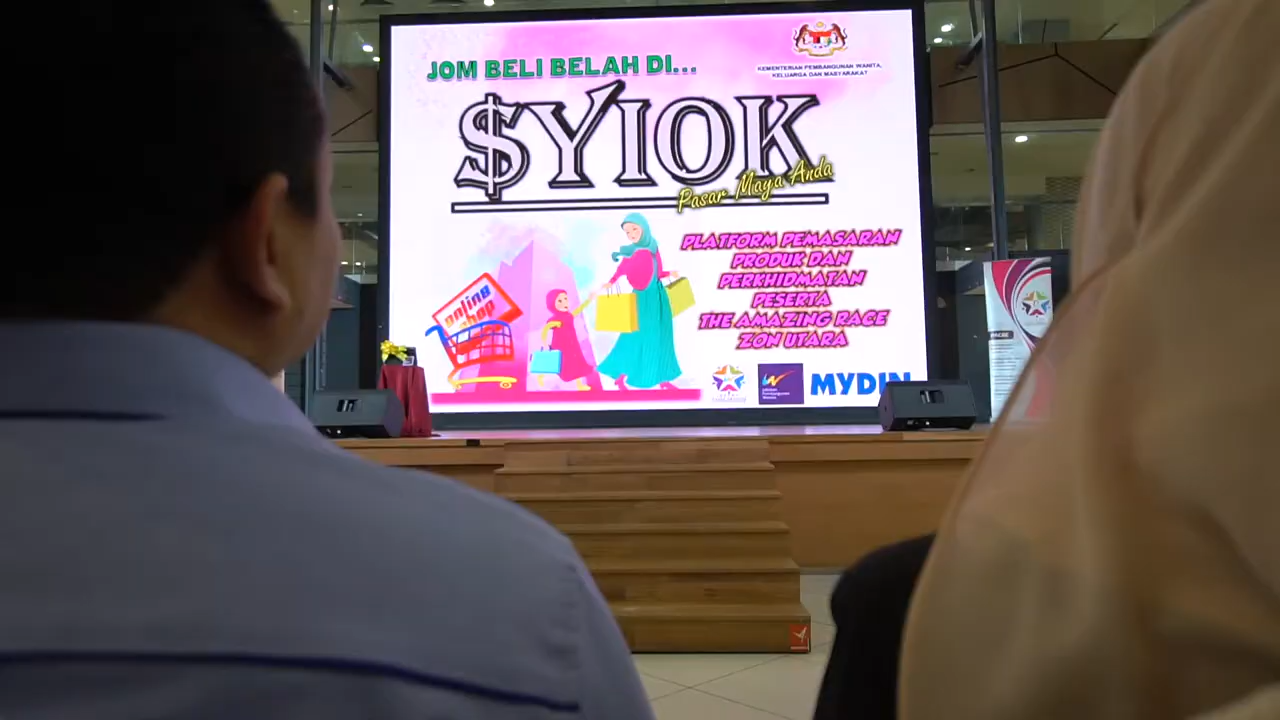 JOM BELI BELAH DI...
KEMENTERIAN PEMBANGUNAN WANITA,
KELUARGA DAN MASYARAKAT
$YIOK
Pasar Maya Anda
PLATFORM PEMASARAN
PRODUK DAN
PERKHIDMATAN
PESERTA
THE AMAZING RACE
ZON UTARA
online
shop
MYDIN